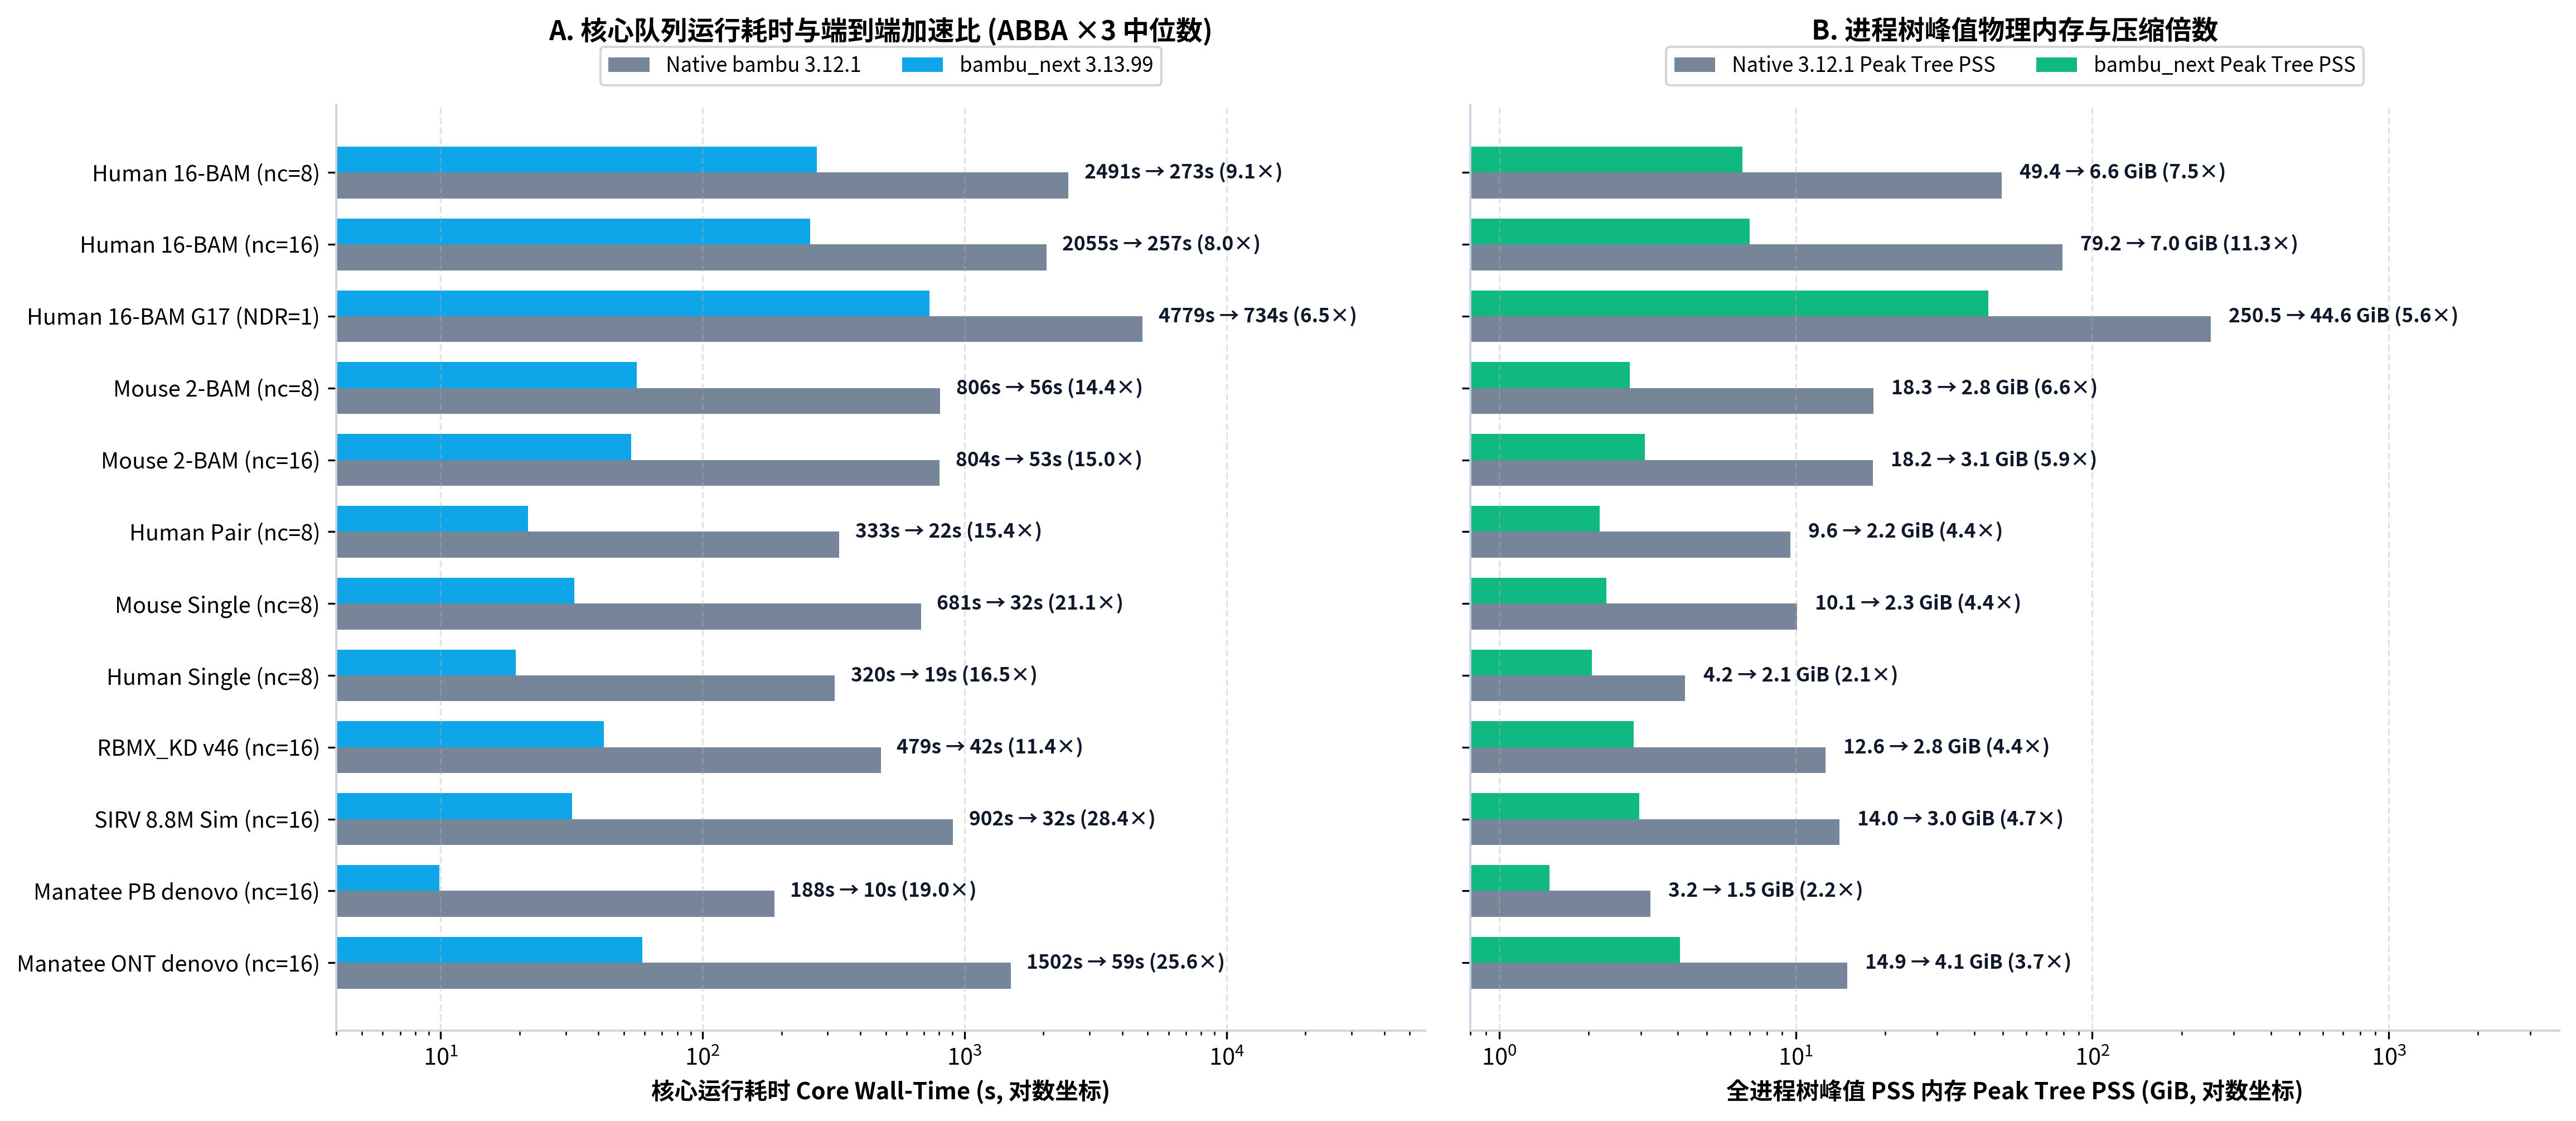 A. 核心队列运行耗时与端到端加速比 (ABBA ×3 中位数)
Native bambu 3.12.1
bambu_next 3.13.99
Human 16-BAM (nc=8)
2491s → 273s (9.1×)
Human 16-BAM (nc=16)
2055s → 257s (8.0×)
Human 16-BAM G17 (NDR=1)
4779s → 734s (6.5×)
Mouse 2-BAM (nc=8)
806s → 56s (14.4×)
Mouse 2-BAM (nc=16)
804s → 53s (15.0×)
Human Pair (nc=8)
333s → 22s (15.4×)
Mouse Single (nc=8)
681s → 32s (21.1×)
Human Single (nc=8)
320s → 19s (16.5×)
RBMX_KD v46 (nc=16)
479s → 42s (11.4×)
SIRV 8.8M Sim (nc=16)
902s → 32s (28.4×)
Manatee PB denovo (nc=16)
188s → 10s (19.0×)
Manatee ONT denovo (nc=16)
1502s → 59s (25.6×)
10¹ 10² 10³ 10⁴
核心运行耗时 Core Wall-Time (s, 对数坐标)
B. 进程树峰值物理内存与压缩倍数
Native 3.12.1 Peak Tree PSS
bambu_next Peak Tree PSS
49.4 → 6.6 GiB (7.5×)
79.2 → 7.0 GiB (11.3×)
250.5 → 44.6 GiB (5.6×)
18.3 → 2.8 GiB (6.6×)
18.2 → 3.1 GiB (5.9×)
9.6 → 2.2 GiB (4.4×)
10.1 → 2.3 GiB (4.4×)
4.2 → 2.1 GiB (2.1×)
12.6 → 2.8 GiB (4.4×)
14.0 → 3.0 GiB (4.7×)
3.2 → 1.5 GiB (2.2×)
14.9 → 4.1 GiB (3.7×)
10⁰ 10¹ 10² 10³
全进程树峰值 PSS 内存 Peak Tree PSS (GiB, 对数坐标)